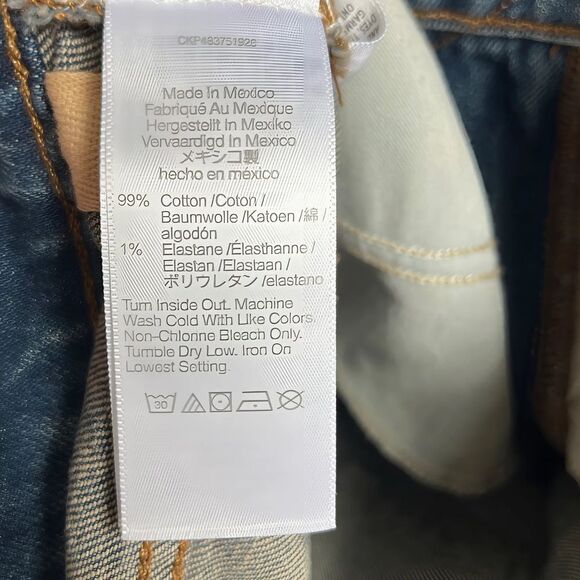 CKP483751926
Made In Mexico
Fabriqué Au Mexique
Hergestellt In Mexiko
Vervaardigd In Mexico
メキシコ製
hecho en méxico
99% Cotton /Coton /
Baumwolle /Katoen /綿 /
algodón
1% Elastane /Élasthanne /
Elastan /Elastaan /
ポリウレタン /elastano
Turn Inside Out. Machine
Wash Cold With Like Colors.
Non-Chlorine Bleach Only.
Tumble Dry Low. Iron On
Lowest Setting.
30